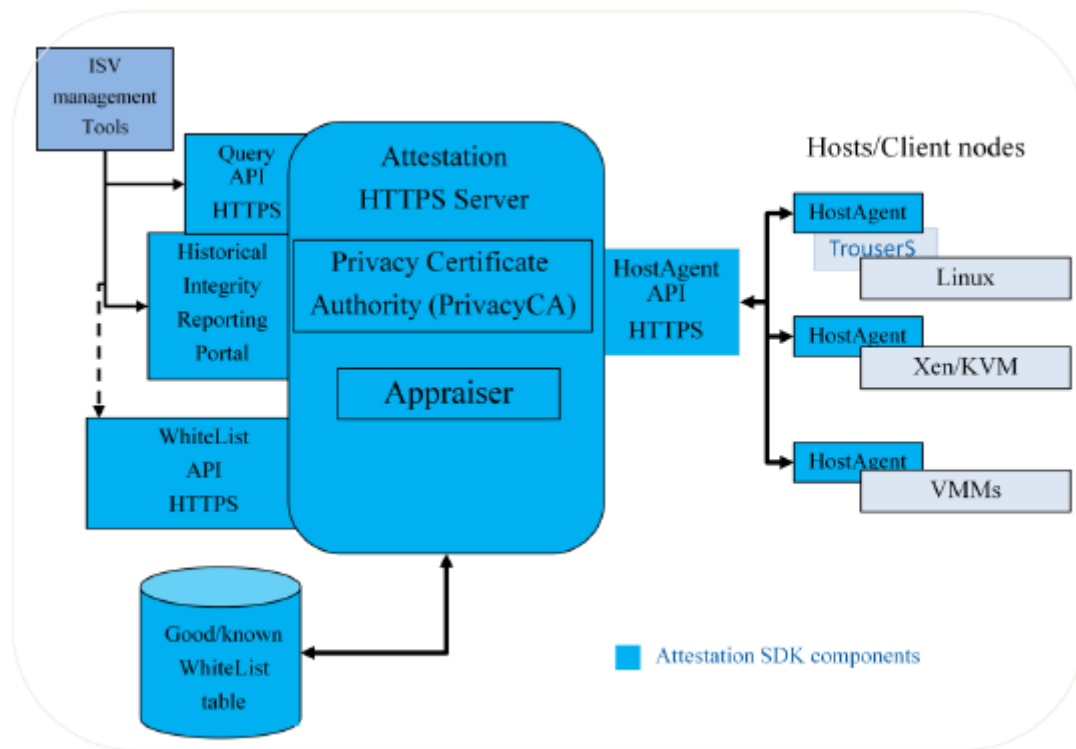 ISV
management
Tools
Query
API
HTTPS
Historical
Integrity
Reporting
Portal
WhiteList
API
HTTPS
Attestation
HTTPS Server
Privacy Certificate
Authority (PrivacyCA)
Appraiser
HostAgent
API
HTTPS
Hosts/Client nodes
HostAgent
TrouserS
Linux
HostAgent
Xen/KVM
HostAgent
VMMs
Good/known
WhiteList
table
Attestation SDK components